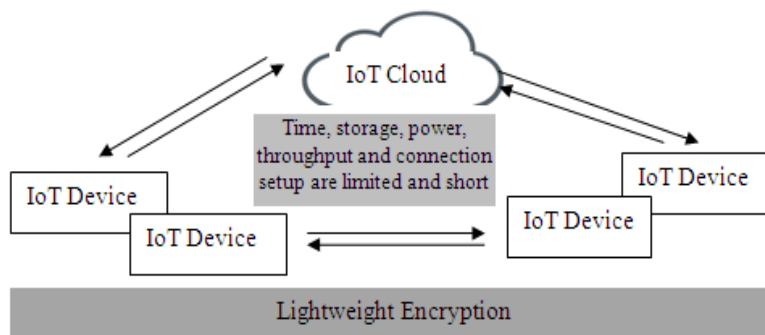 IoT Cloud
Time, storage, power,
throughput and connection
setup are limited and short
IoT Device
IoT Device
IoT Device
IoT Device
Lightweight Encryption